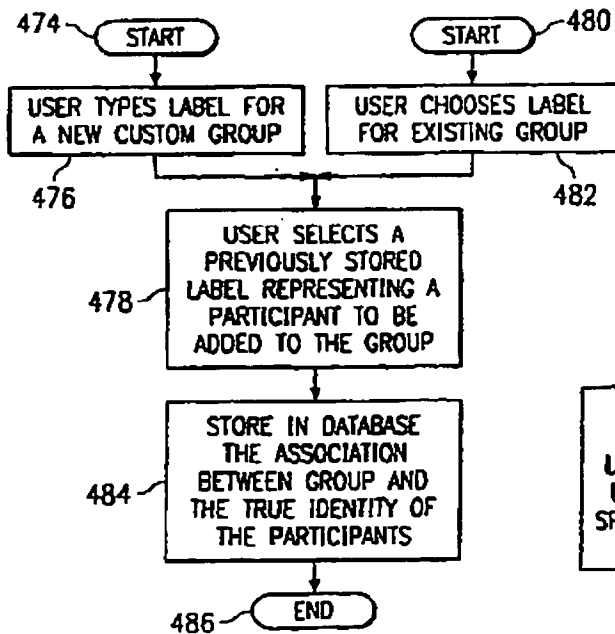 474
START
480
START
USER TYPES LABEL FOR
A NEW CUSTOM GROUP
476
USER CHOOSES LABEL
FOR EXISTING GROUP
482
USER SELECTS A
PREVIOUSLY STORED
LABEL REPRESENTING A
PARTICIPANT TO BE
ADDED TO THE GROUP
478
STORE IN DATABASE
THE ASSOCIATION
BETWEEN GROUP AND
THE TRUE IDENTITY OF
THE PARTICIPANTS
484
END
486